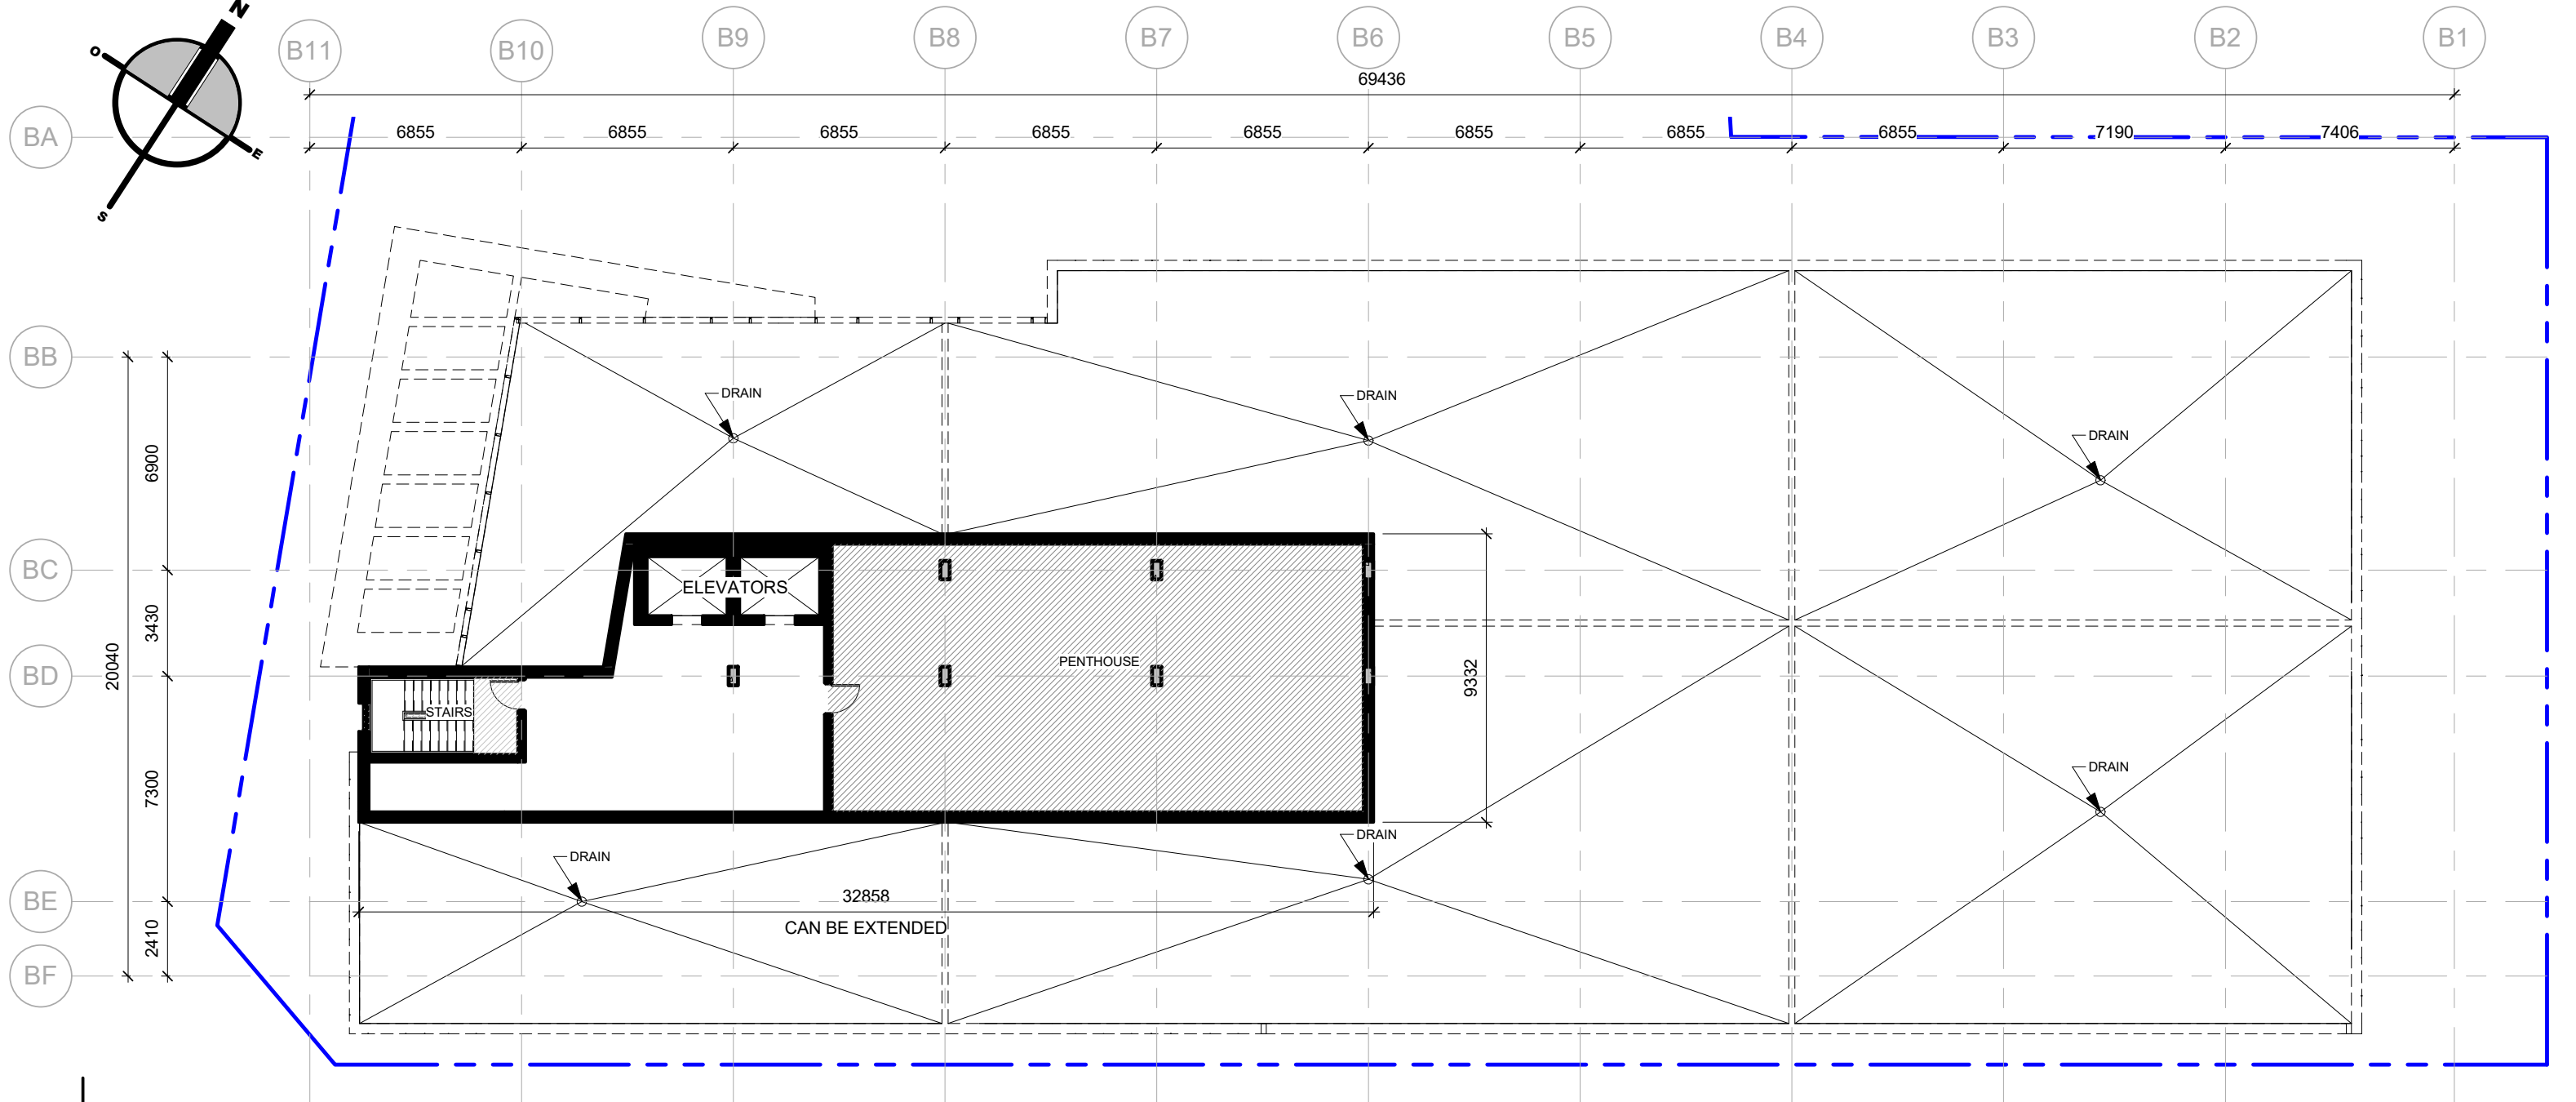 N
O
E
S
B11
B10
B9
B8
B7
B6
B5
B4
B3
B2
B1
69436
BA
6855
6855
6855
6855
6855
6855
6855
6855
7190
7406
BB
DRAIN
DRAIN
DRAIN
6900
BC
ELEVATORS
3430
20040
BD
PENTHOUSE
9332
STAIRS
7300
DRAIN
DRAIN
DRAIN
BE
32858
CAN BE EXTENDED
2410
BF